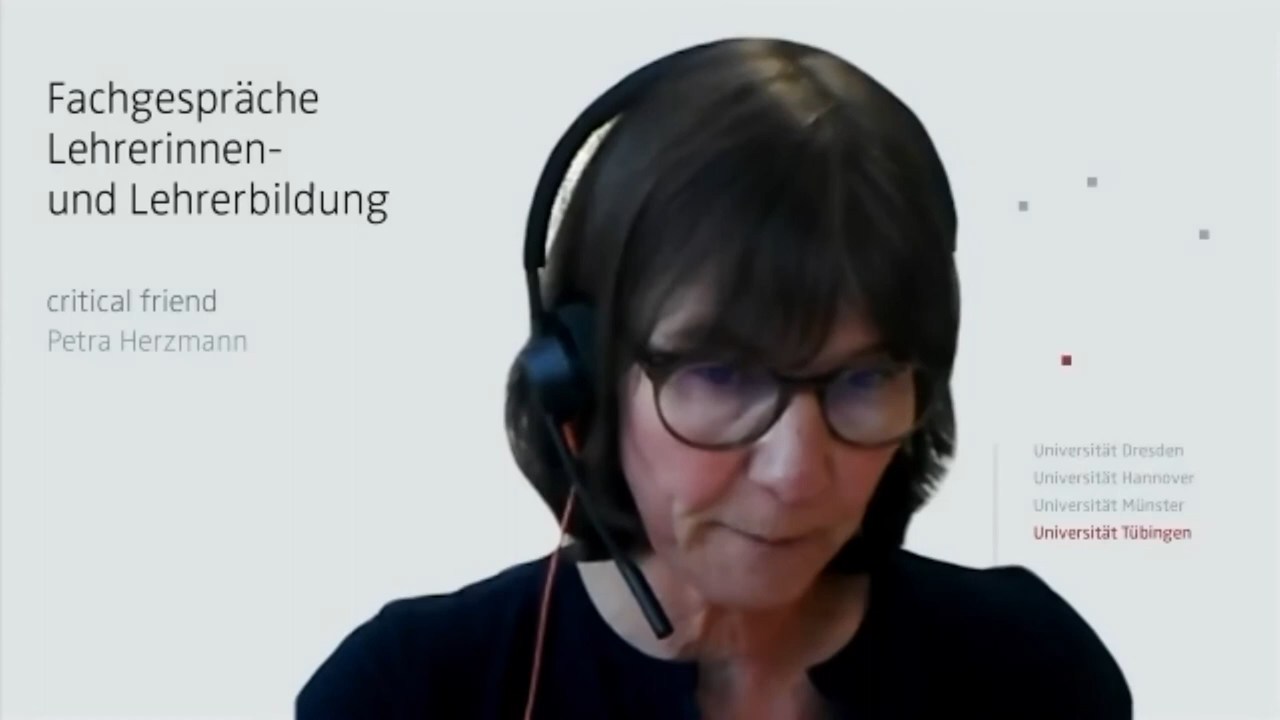 Fachgespräche
Lehrerinnen-
und Lehrerbildung
critical friend
Petra Herzmann
Universität Dresden
Universität Hannover
Universität Münster
Universität Tübingen